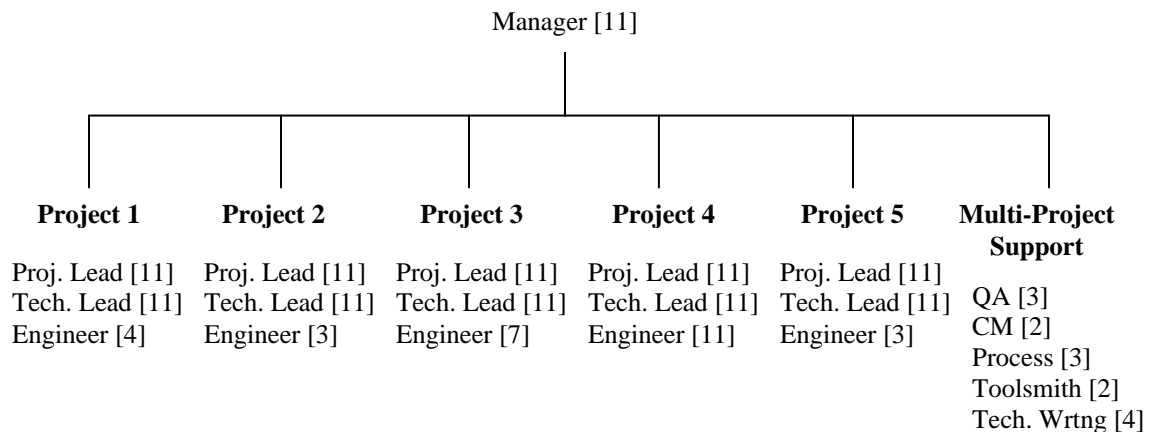 Manager [11]
Project 1
Proj. Lead [11]
Tech. Lead [11]
Engineer [4]
Project 2
Proj. Lead [11]
Tech. Lead [11]
Engineer [3]
Project 3
Proj. Lead [11]
Tech. Lead [11]
Engineer [7]
Project 4
Proj. Lead [11]
Tech. Lead [11]
Engineer [11]
Project 5
Proj. Lead [11]
Tech. Lead [11]
Engineer [3]
Multi-Project
Support
QA [3]
CM [2]
Process [3]
Toolsmith [2]
Tech. Wrtng [4]